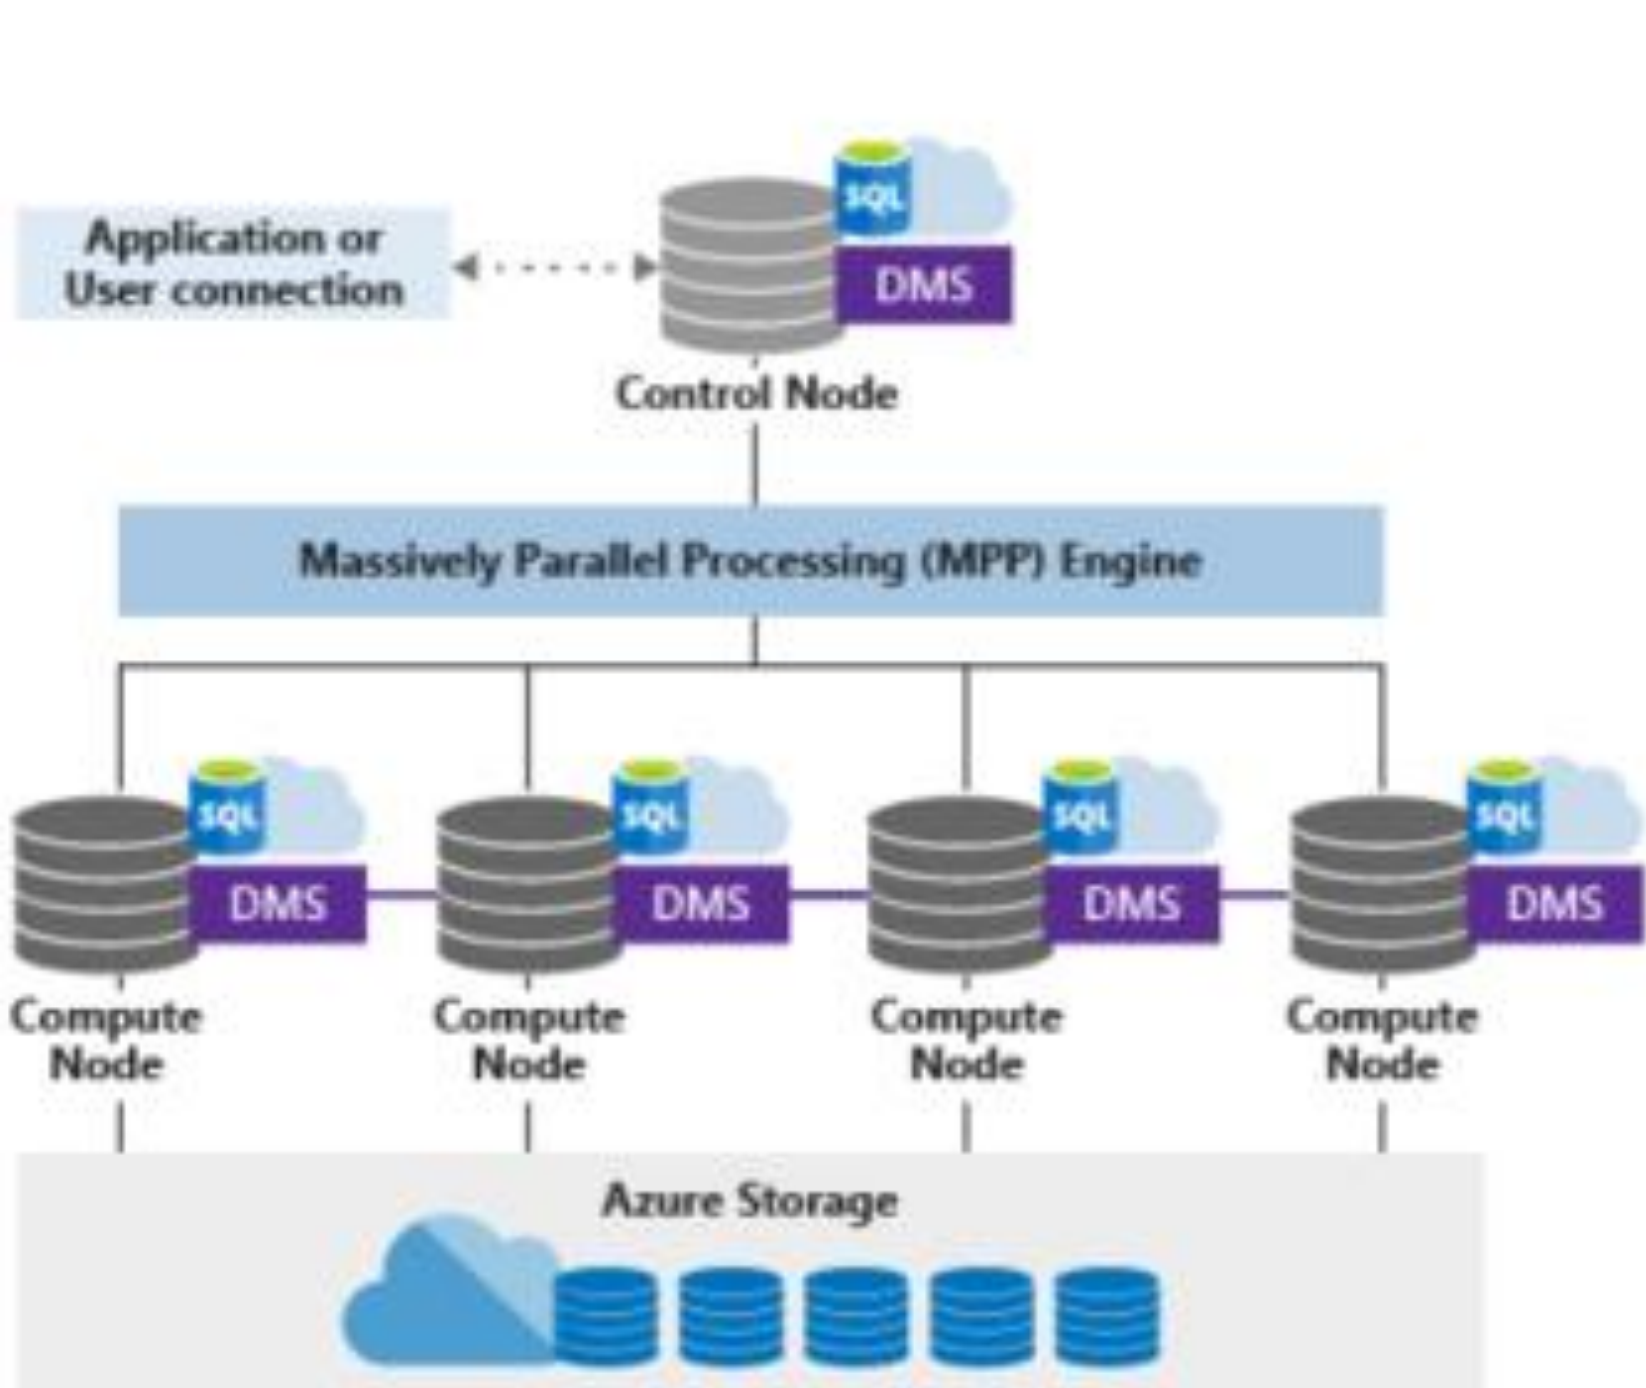 SQL
Application or
User connection
DMS
Control Node
Massively Parallel Processing (MPP) Engine
SQL
SQL
SQL
SQL
DMS
DMS
DMS
DMS
Compute
Node
Compute
Node
Compute
Node
Compute
Node
Azure Storage